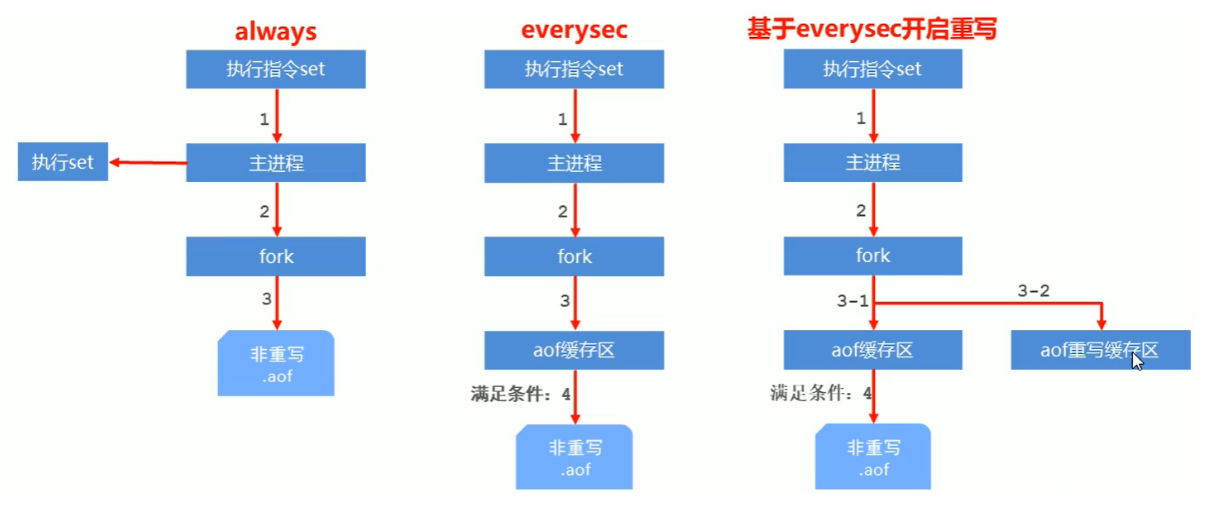 always
执行指令set
1
执行set
主进程
2
fork
3
非重写
.aof
everysec
执行指令set
1
主进程
2
fork
3
aof缓存区
满足条件：4
非重写
.aof
基于everysec开启重写
执行指令set
1
主进程
2
fork
3-1
3-2
aof缓存区
aof重写缓存区
满足条件：4
非重写
.aof